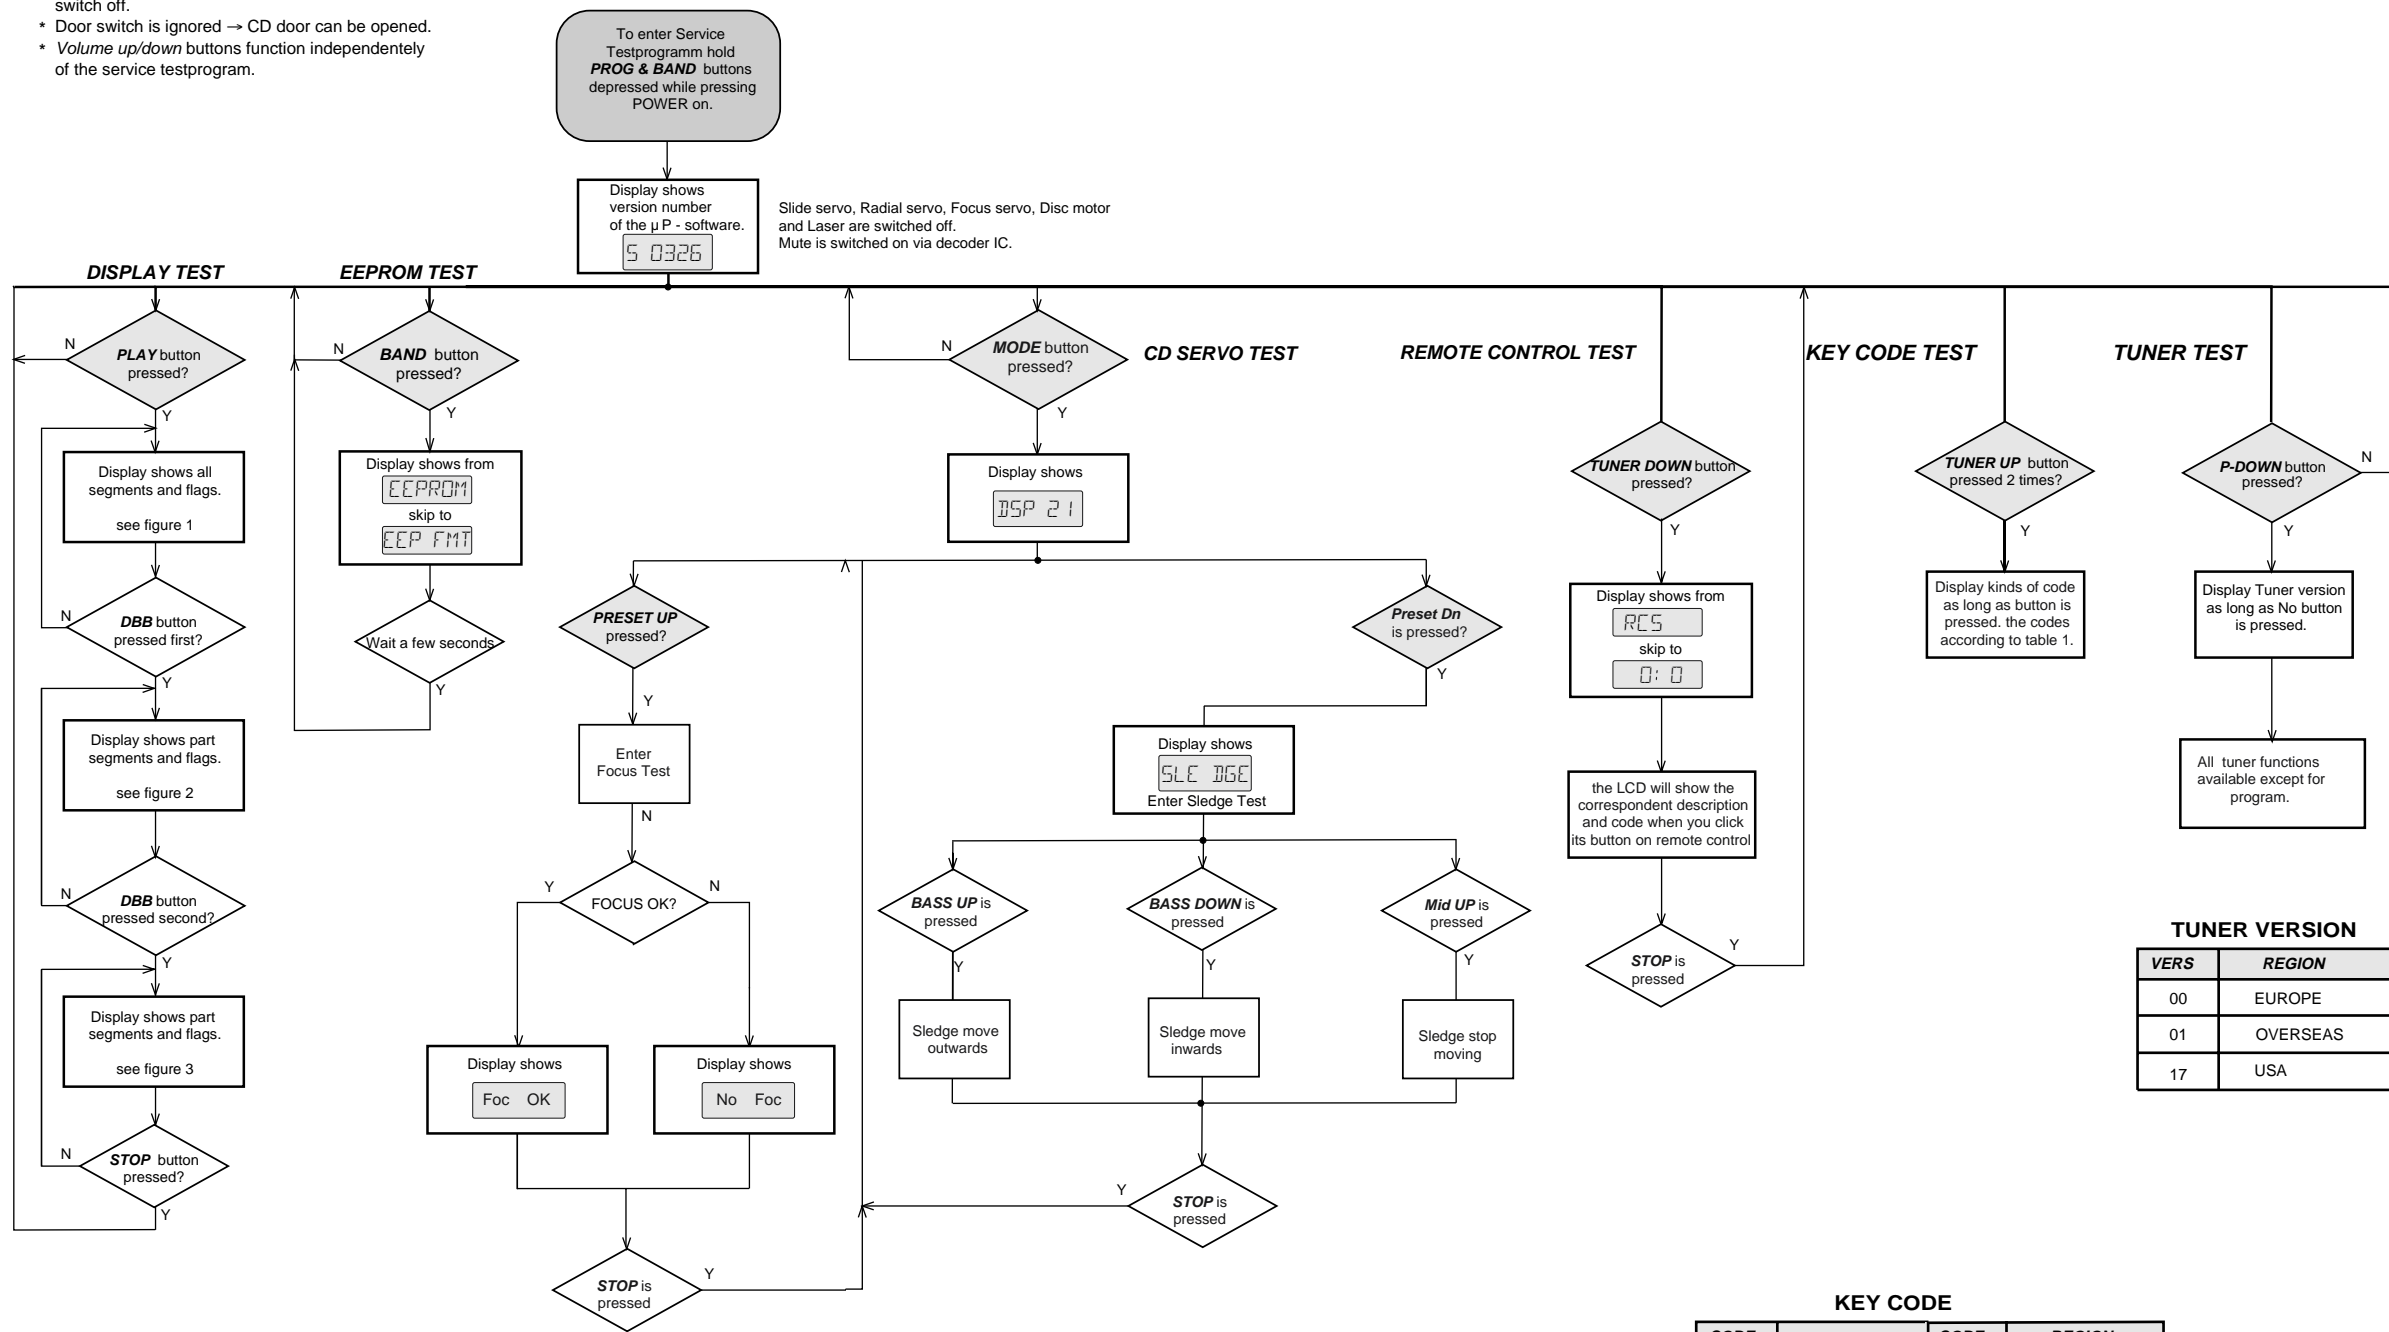 switch off.
* Door switch is ignored → CD door can be opened.
* Volume up/down buttons function independentely
of the service testprogram.
To enter Service
Testprogramm hold
PROG & BAND buttons
depressed while pressing
POWER on.
Display shows
version number
of the µP - software.
S 0326
Slide servo, Radial servo, Focus servo, Disc motor
and Laser are switched off.
Mute is switched on via decoder IC.
DISPLAY TEST
PLAY button
pressed?
N
Y
Display shows all
segments and flags.
see figure 1
DBB button
pressed first?
N
Y
Display shows part
segments and flags.
see figure 2
DBB button
pressed second?
N
Y
Display shows part
segments and flags.
see figure 3
STOP button
pressed?
N
Y
EEPROM TEST
BAND button
pressed?
N
Y
Display shows from
EEPROM
skip to
EEP FMT
Wait a few seconds
Y
CD SERVO TEST
MODE button
pressed?
N
Y
Display shows
DSP 21
PRESET UP
pressed?
Y
Enter
Focus Test
N
FOCUS OK?
Y
N
Display shows
Foc OK
Display shows
No Foc
STOP is
pressed
Y
Preset Dn
is pressed?
Y
Display shows
SLE DGE
Enter Sledge Test
BASS UP is
pressed
Y
Sledge move
outwards
BASS DOWN is
pressed
Y
Sledge move
inwards
Mid UP is
pressed
Y
Sledge stop
moving
STOP is
pressed
Y
REMOTE CONTROL TEST
TUNER DOWN button
pressed?
Y
Display shows from
RC5
skip to
0: 0
the LCD will show the
correspondent description
and code when you click
its button on remote control
STOP is
pressed
Y
KEY CODE TEST
TUNER UP button
pressed 2 times?
Y
Display kinds of code
as long as button is
pressed. the codes
according to table 1.
TUNER TEST
P-DOWN button
pressed?
N
Y
Display Tuner version
as long as No button
is pressed.
All tuner functions
available except for
program.
TUNER VERSION
VERS REGION
00 EUROPE
01 OVERSEAS
17 USA
KEY CODE
CODE CODE REGION